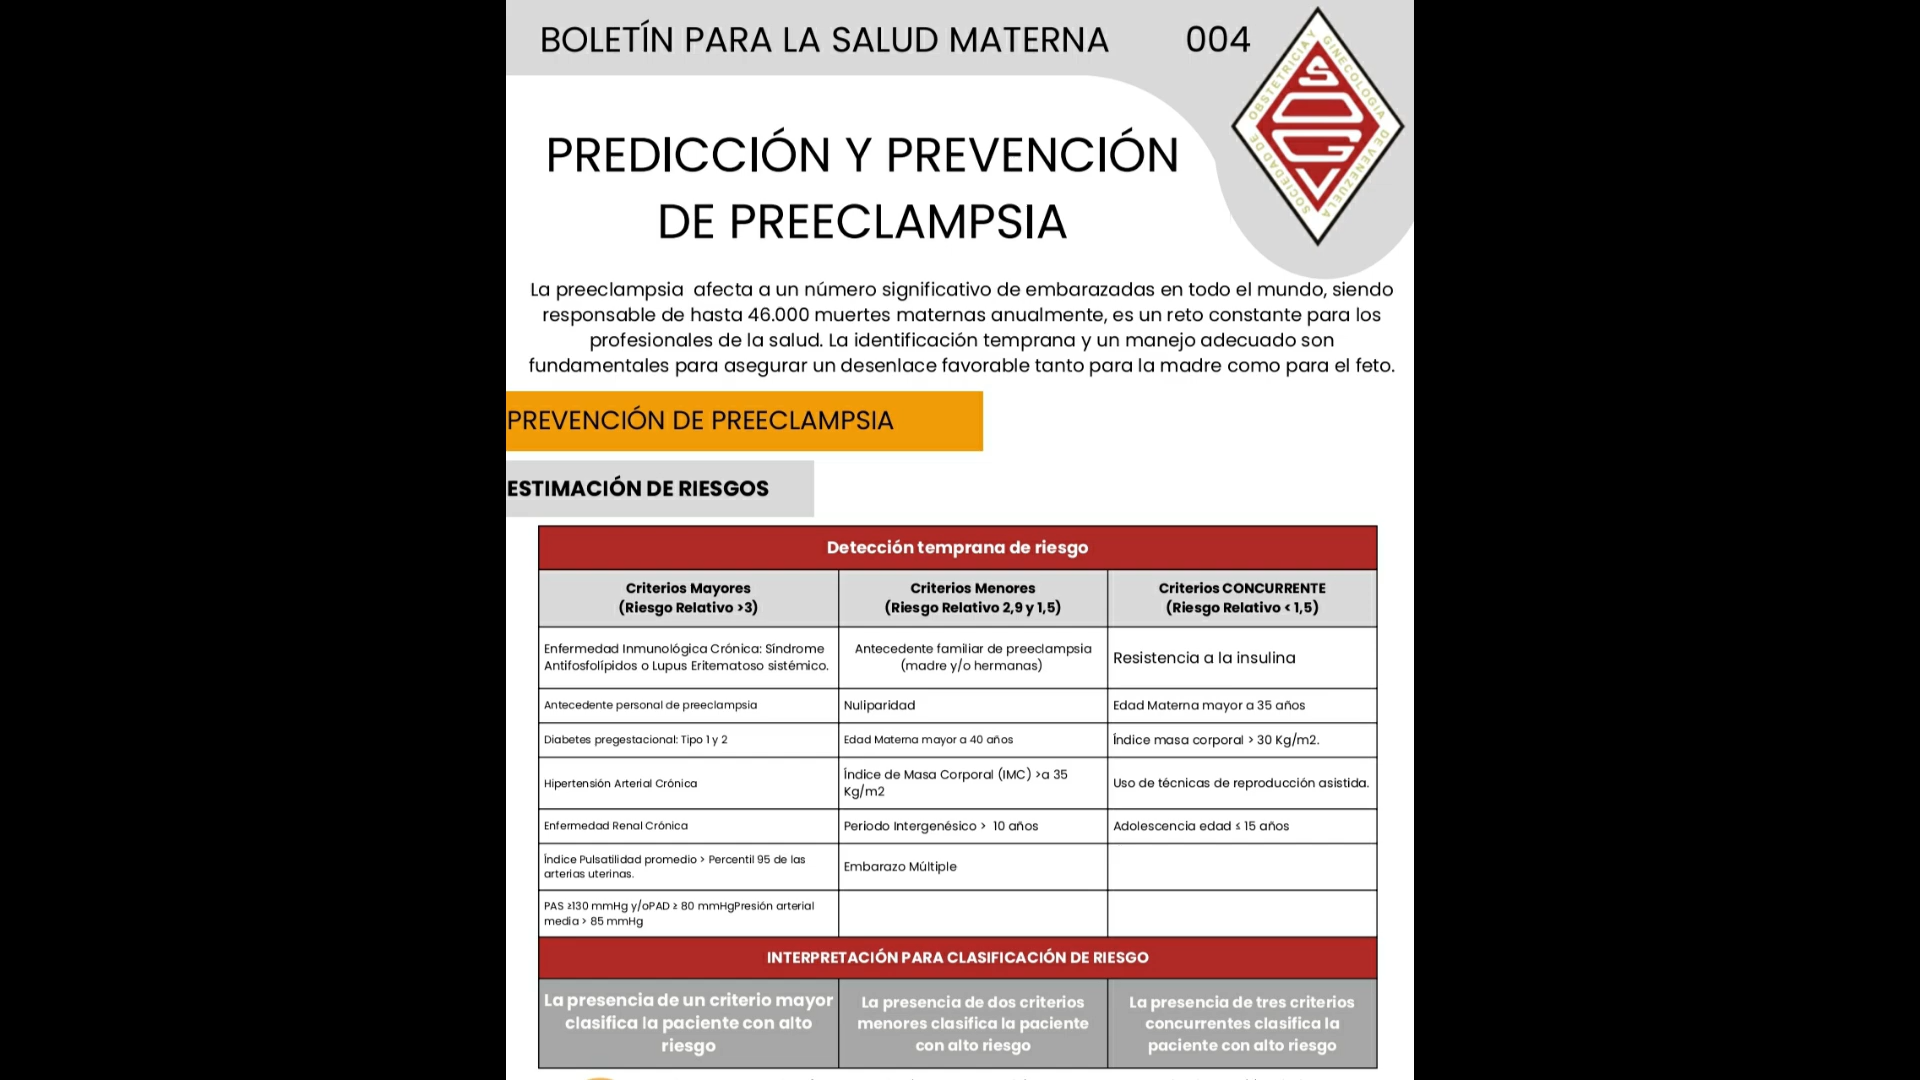 BOLETÍN PARA LA SALUD MATERNA 004
SOCIEDAD DE OBSTETRICIA Y GINECOLOGIA DE VENEZUELA
SOGV
PREDICCIÓN Y PREVENCIÓN
DE PREECLAMPSIA
La preeclampsia afecta a un número significativo de embarazadas en todo el mundo, siendo
responsable de hasta 46.000 muertes maternas anualmente, es un reto constante para los
profesionales de la salud. La identificación temprana y un manejo adecuado son
fundamentales para asegurar un desenlace favorable tanto para la madre como para el feto.
PREVENCIÓN DE PREECLAMPSIA
ESTIMACIÓN DE RIESGOS
Detección temprana de riesgo
Criterios Mayores
(Riesgo Relativo >3)
Criterios Menores
(Riesgo Relativo 2,9 y 1,5)
Criterios CONCURRENTE
(Riesgo Relativo < 1,5)
Enfermedad Inmunológica Crónica: Síndrome
Antifosfolípidos o Lupus Eritematoso sistémico.
Antecedente familiar de preeclampsia
(madre y/o hermanas)
Resistencia a la insulina
Antecedente personal de preeclampsia
Nuliparidad
Edad Materna mayor a 35 años
Diabetes pregestacional: Tipo 1 y 2
Edad Materna mayor a 40 años
Índice masa corporal > 30 Kg/m2.
Hipertensión Arterial Crónica
Índice de Masa Corporal (IMC) >a 35
Kg/m2
Uso de técnicas de reproducción asistida.
Enfermedad Renal Crónica
Periodo Intergenésico > 10 años
Adolescencia edad ≤ 15 años
Índice Pulsatilidad promedio > Percentil 95 de las
arterias uterinas.
Embarazo Múltiple
PAS ≥130 mmHg y/oPAD ≥ 80 mmHgPresión arterial
media > 85 mmHg
INTERPRETACIÓN PARA CLASIFICACIÓN DE RIESGO
La presencia de un criterio mayor
clasifica la paciente con alto
riesgo
La presencia de dos criterios
menores clasifica la paciente
con alto riesgo
La presencia de tres criterios
concurrentes clasifica la
paciente con alto riesgo